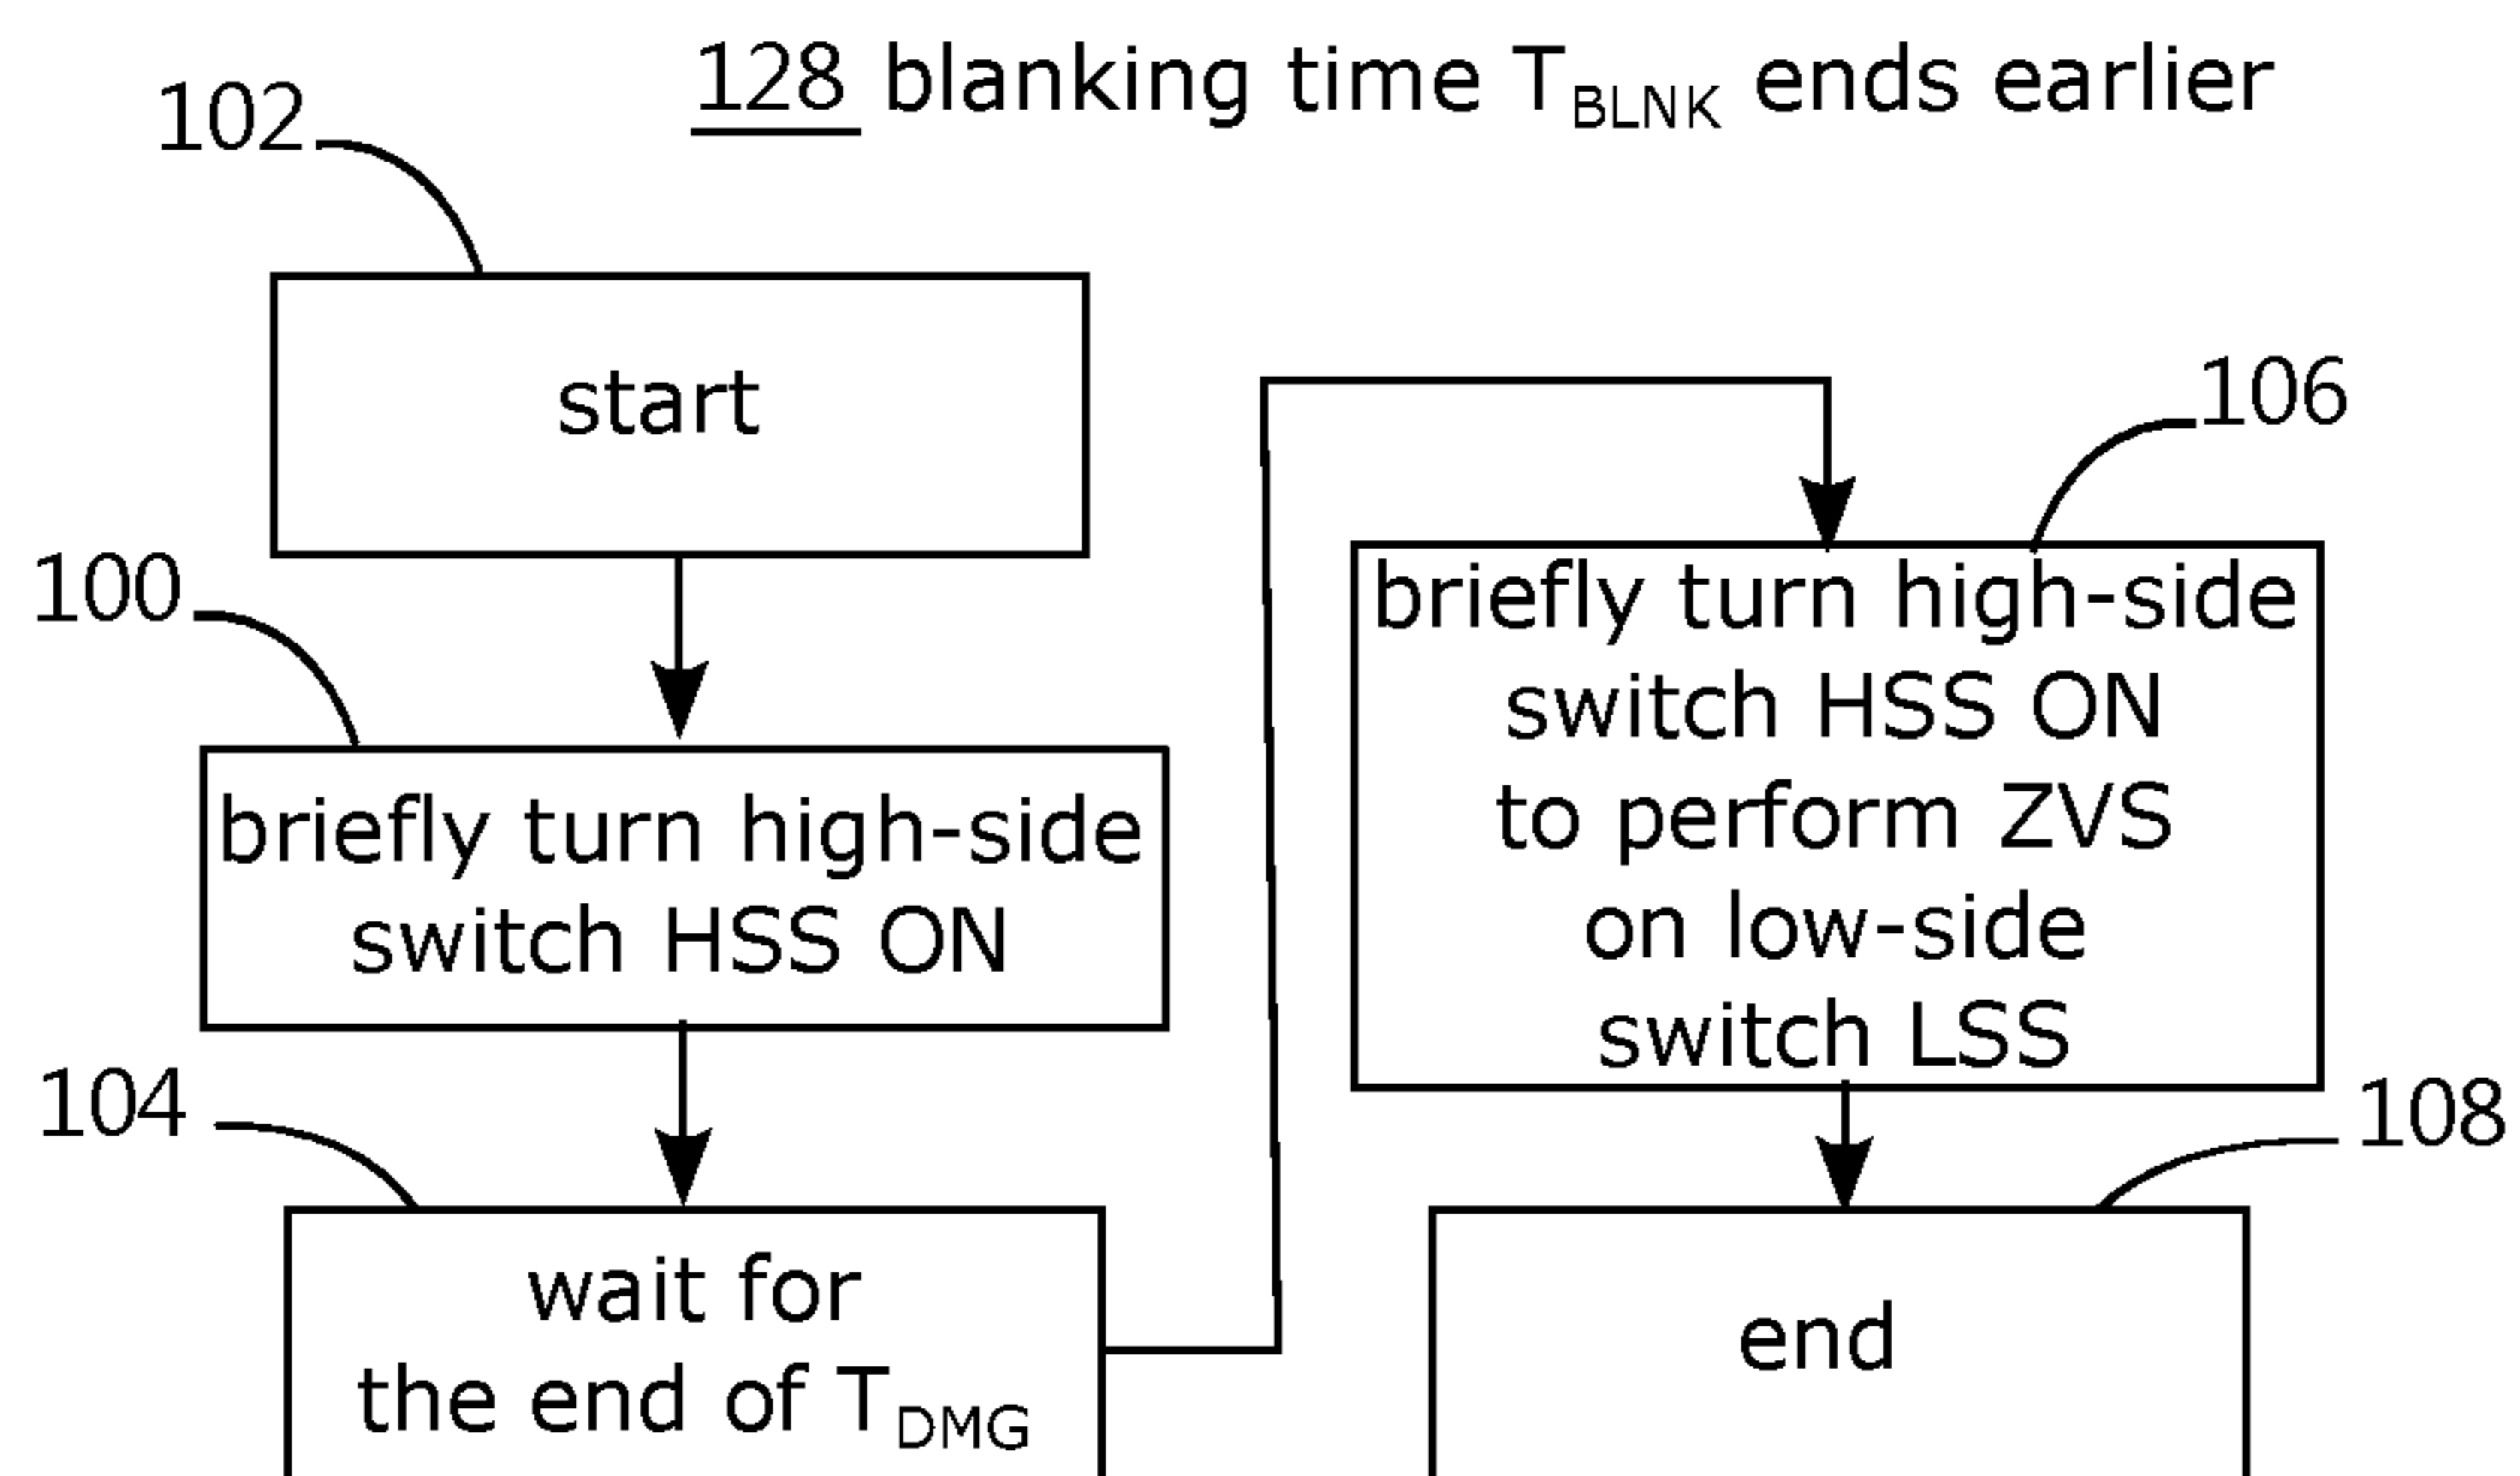 128 blanking time TBLNK ends earlier
102
start
100
briefly turn high-side
switch HSS ON
104
wait for
the end of TDMG
106
briefly turn high-side
switch HSS ON
to perform ZVS
on low-side
switch LSS
108
end